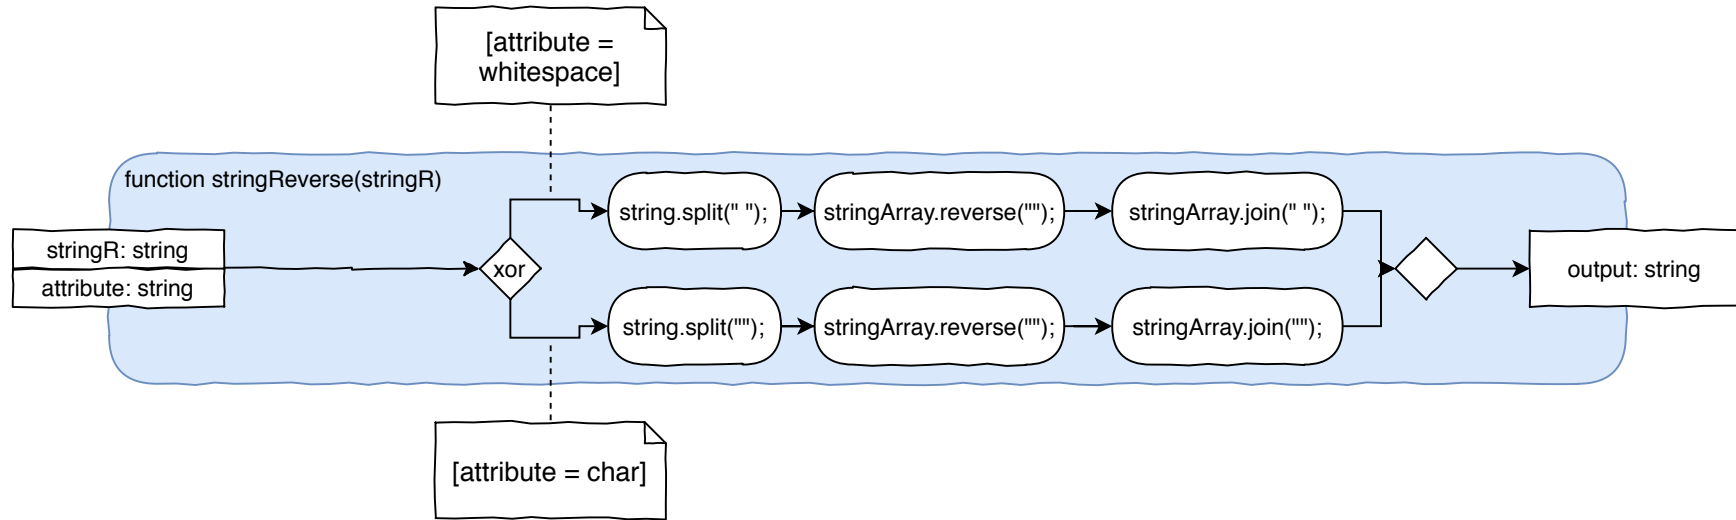 [attribute =
whitespace]
function stringReverse(stringR)
stringR: string
attribute: string
xor
string.split(" ");
stringArray.reverse("");
stringArray.join(" ");
string.split("");
stringArray.reverse("");
stringArray.join("");
output: string
[attribute = char]